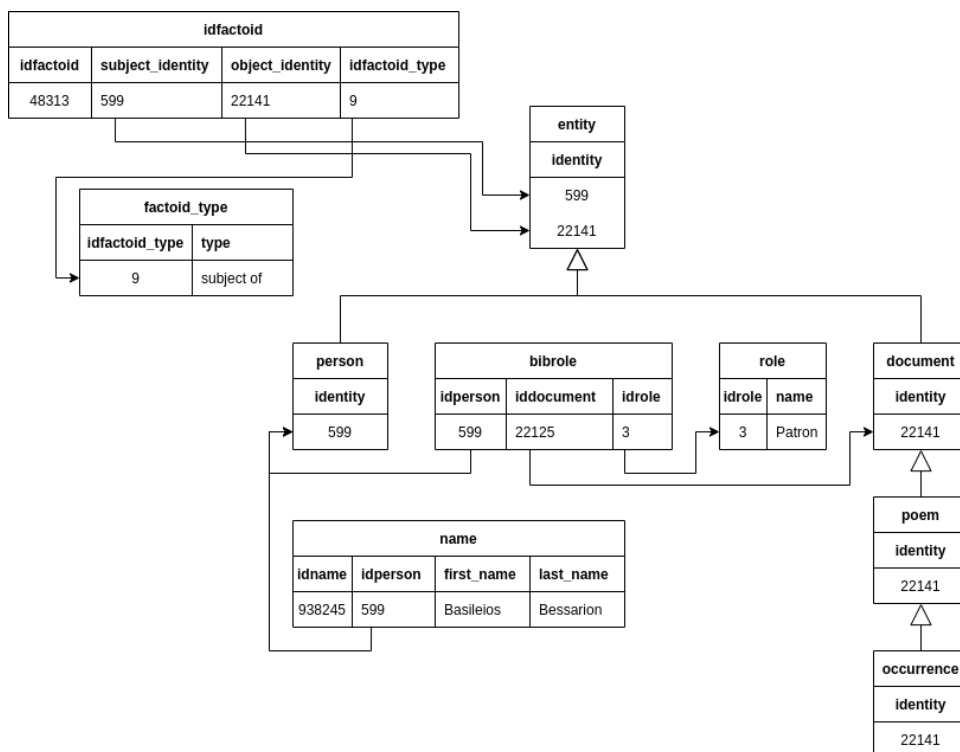 idfactoid
idfactoid subject_identity object_identity idfactoid_type
48313 599 22141 9
entity
identity
599
22141
factoid_type
idfactoid_type type
9 subject of
person
identity
599
bibrole
idperson iddocument idrole
599 22125 3
role
idrole name
3 Patron
document
identity
22141
name
idname idperson first_name last_name
938245 599 Basileios Bessarion
poem
identity
22141
occurrence
identity
22141